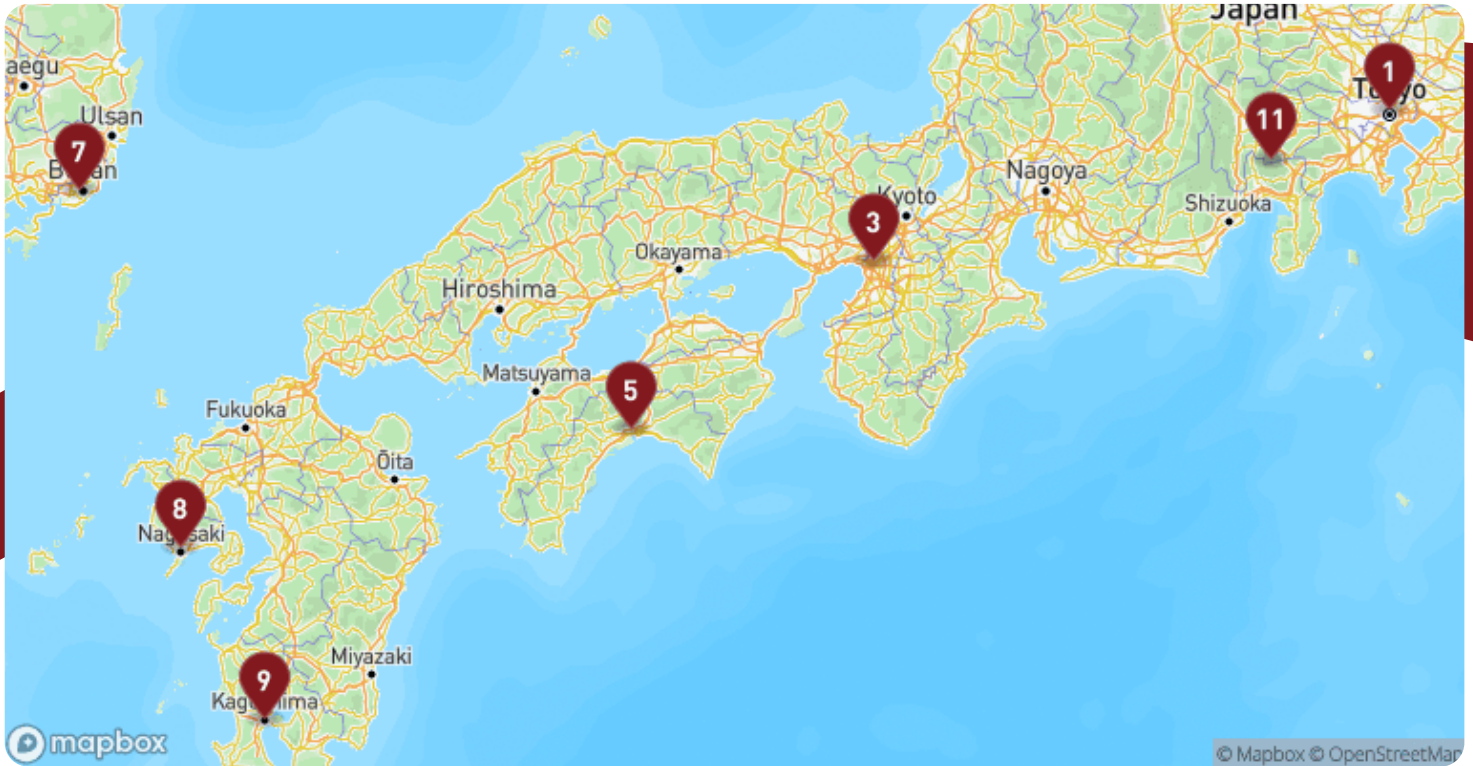 Japan
1
Tokyo
11
aegu
Ulsan
7
Busan
Nagoya
Kyoto
3
Shizuoka
Okayama
Hiroshima
Matsuyama
5
Fukuoka
Ōita
8
Nagasaki
Miyazaki
9
Kagoshima
mapbox
© Mapbox © OpenStreetMap